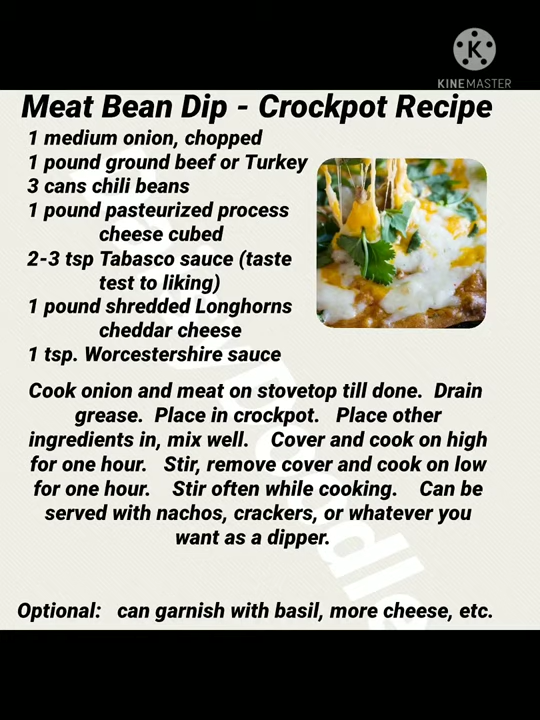 K
KINEMASTER
Meat Bean Dip - Crockpot Recipe
1 medium onion, chopped
1 pound ground beef or Turkey
3 cans chili beans
1 pound pasteurized process
cheese cubed
2-3 tsp Tabasco sauce (taste
test to liking)
1 pound shredded Longhorns
cheddar cheese
1 tsp. Worcestershire sauce
Cook onion and meat on stovetop till done. Drain
grease. Place in crockpot. Place other
ingredients in, mix well. Cover and cook on high
for one hour. Stir, remove cover and cook on low
for one hour. Stir often while cooking. Can be
served with nachos, crackers, or whatever you
want as a dipper.
Optional: can garnish with basil, more cheese, etc.